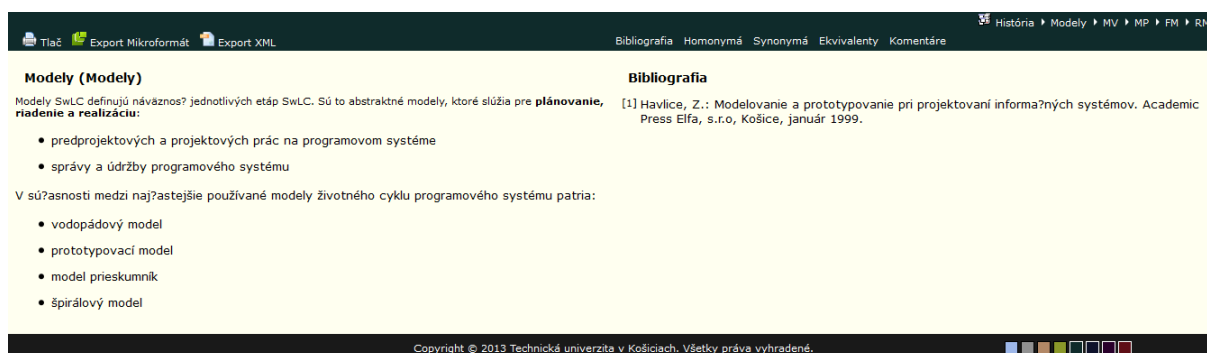 História Modely MV MP FM RM
Tlač Export Mikroformát Export XML
Bibliografia Homonymá Synonymá Ekvivalenty Komentáre
Modely (Modely)
Modely SwLC definujú náväznos? jednotlivých etáp SwLC. Sú to abstraktné modely, ktoré slúžia pre plánovanie,
riadenie a realizáciu:
predprojektových a projektových prác na programovom systéme
správy a údržby programového systému
V sú?asnosti medzi naj?astejšie používané modely životného cyklu programového systému patria:
vodopádový model
prototypovací model
model prieskumník
špirálový model
Bibliografia
[1] Havlice, Z.: Modelovanie a prototypovanie pri projektovaní informa?ných systémov. Academic
Press Elfa, s.r.o, Košice, január 1999.
Copyright © 2013 Technická univerzita v Košiciach. Všetky práva vyhradené.